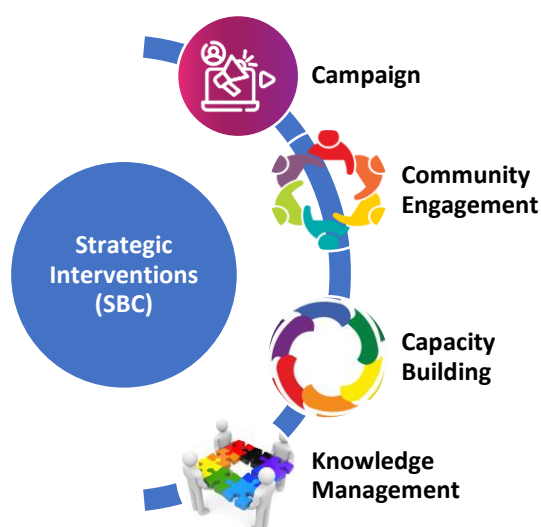 Campaign
Community
Engagement
Strategic
Interventions
(SBC)
Capacity
Building
Knowledge
Management